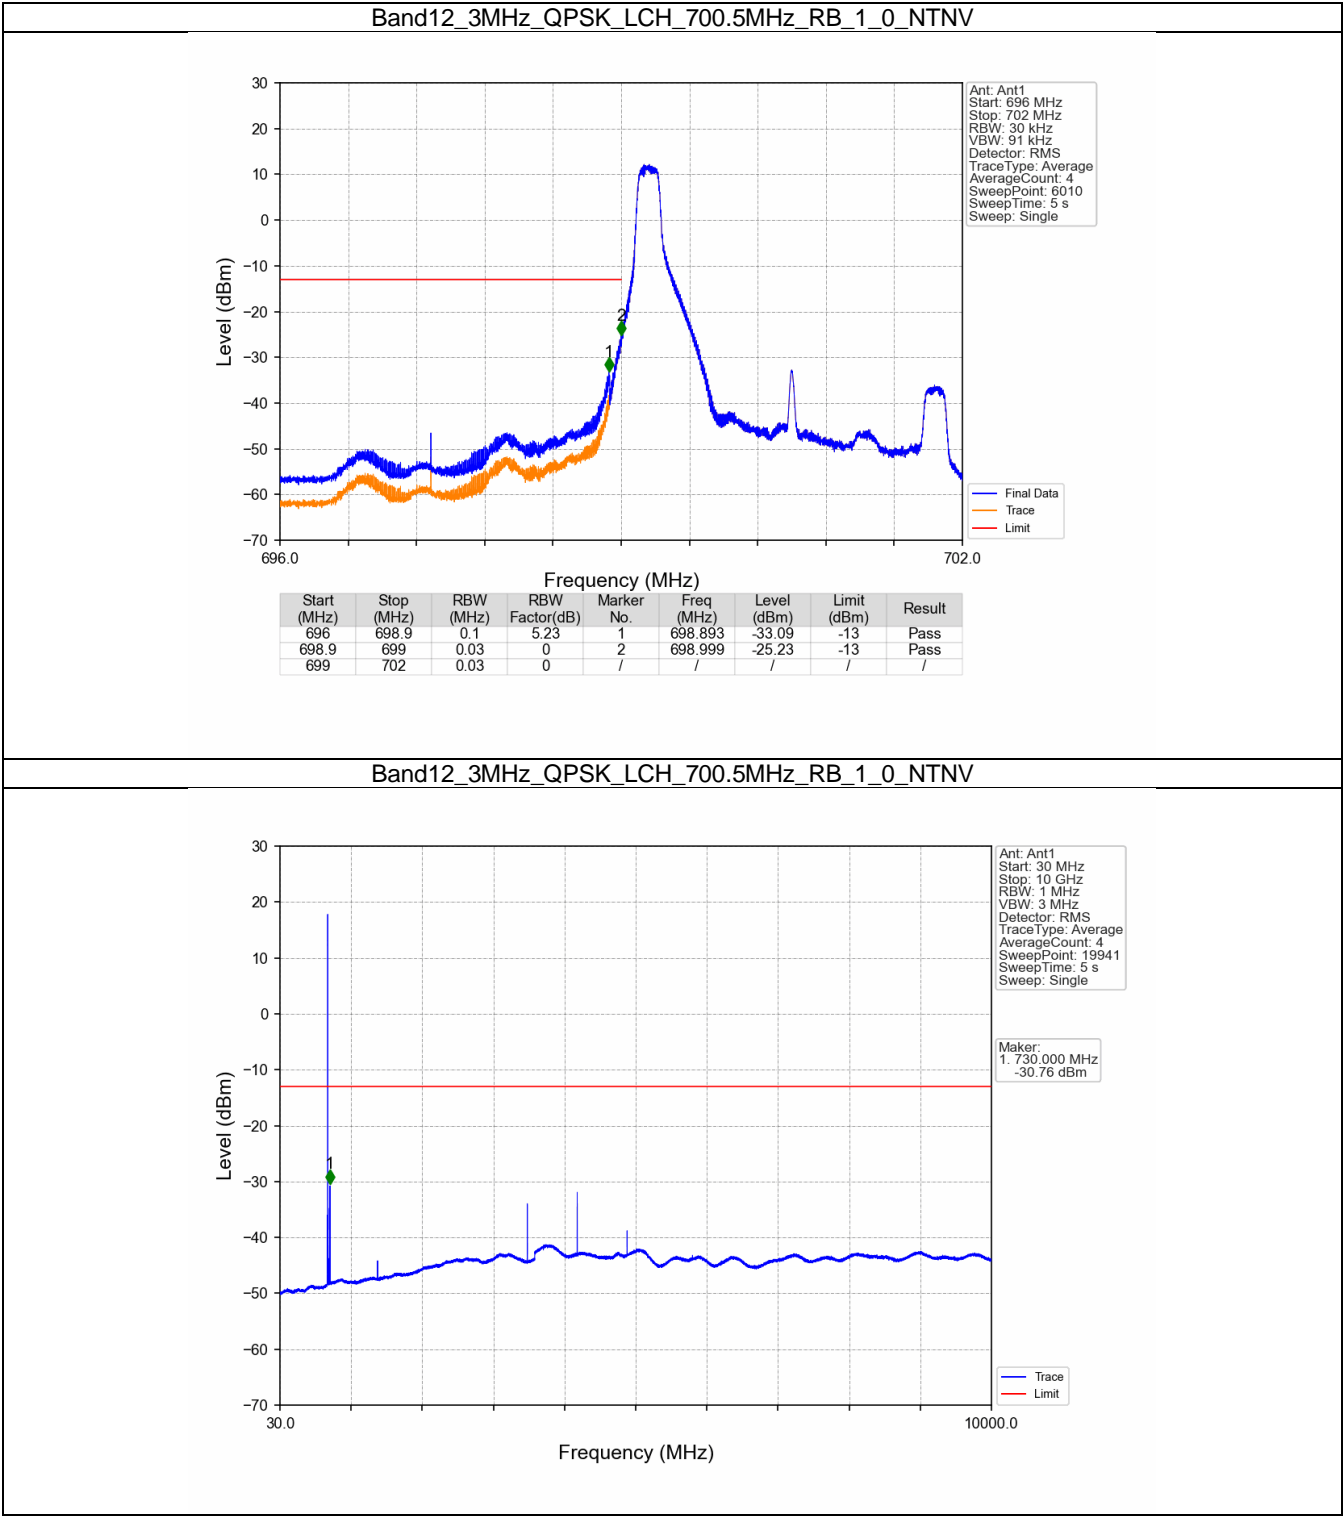 Band12_3MHz_QPSK_LCH_700.5MHz_RB_1_0_NTNV
30
20
10
0
−10
−20
−30
−40
−50
−60
−70
Level (dBm)
1
2
696.0
702.0
Frequency (MHz)
Ant: Ant1
Start: 696 MHz
Stop: 702 MHz
RBW: 30 kHz
VBW: 91 kHz
Detector: RMS
TraceType: Average
AverageCount: 4
SweepPoint: 6010
SweepTime: 5 s
Sweep: Single
Final Data
Trace
Limit
Start (MHz) Stop (MHz) RBW (MHz) RBW Factor(dB) Marker No. Freq (MHz) Level (dBm) Limit (dBm) Result
696 698.9 0.1 5.23 1 698.893 -33.09 -13 Pass
698.9 699 0.03 0 2 698.999 -25.23 -13 Pass
699 702 0.03 0 / / / / /
Band12_3MHz_QPSK_LCH_700.5MHz_RB_1_0_NTNV
30
20
10
0
−10
−20
−30
−40
−50
−60
−70
Level (dBm)
1
30.0
10000.0
Frequency (MHz)
Ant: Ant1
Start: 30 MHz
Stop: 10 GHz
RBW: 1 MHz
VBW: 3 MHz
Detector: RMS
TraceType: Average
AverageCount: 4
SweepPoint: 19941
SweepTime: 5 s
Sweep: Single
Maker:
1. 730.000 MHz
-30.76 dBm
Trace
Limit